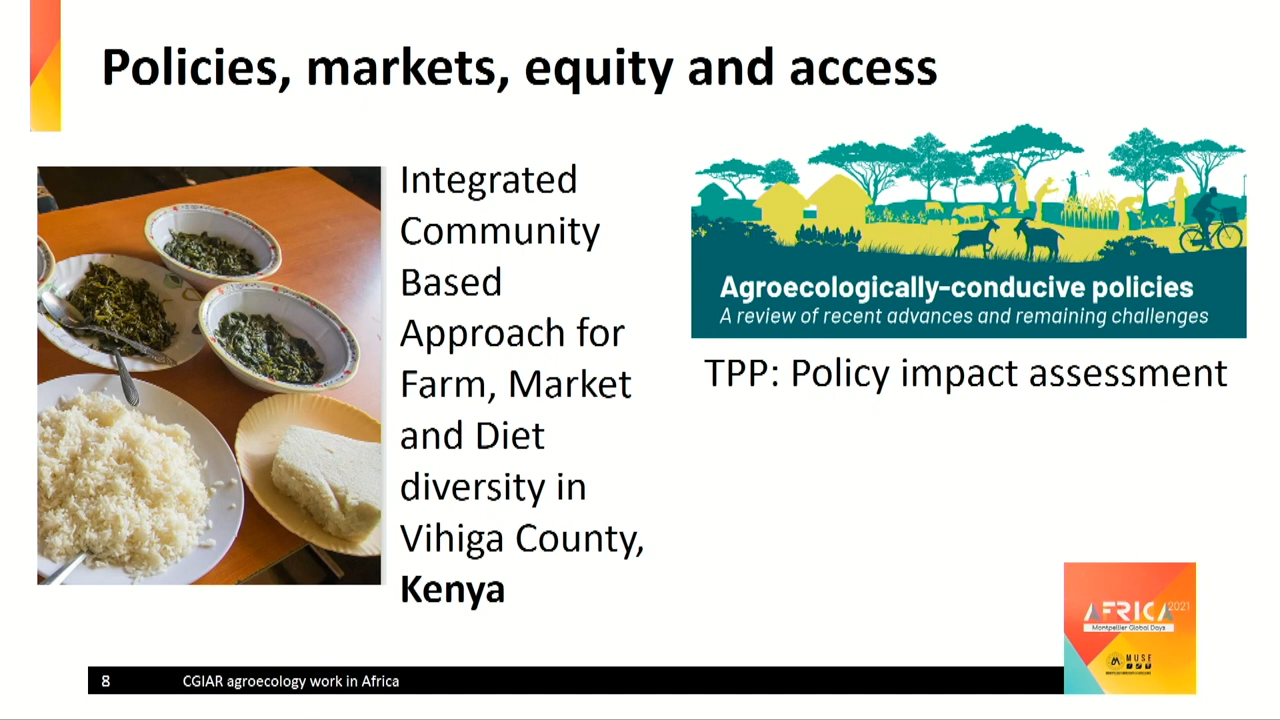 Policies, markets, equity and access
Integrated
Community
Based
Approach for
Farm, Market
and Diet
diversity in
Vihiga County,
Kenya
Agroecologically-conducive policies
A review of recent advances and remaining challenges
TPP: Policy impact assessment
AFRICA 2021
Montpellier Global Days
MUSE
8
CGIAR agroecology work in Africa